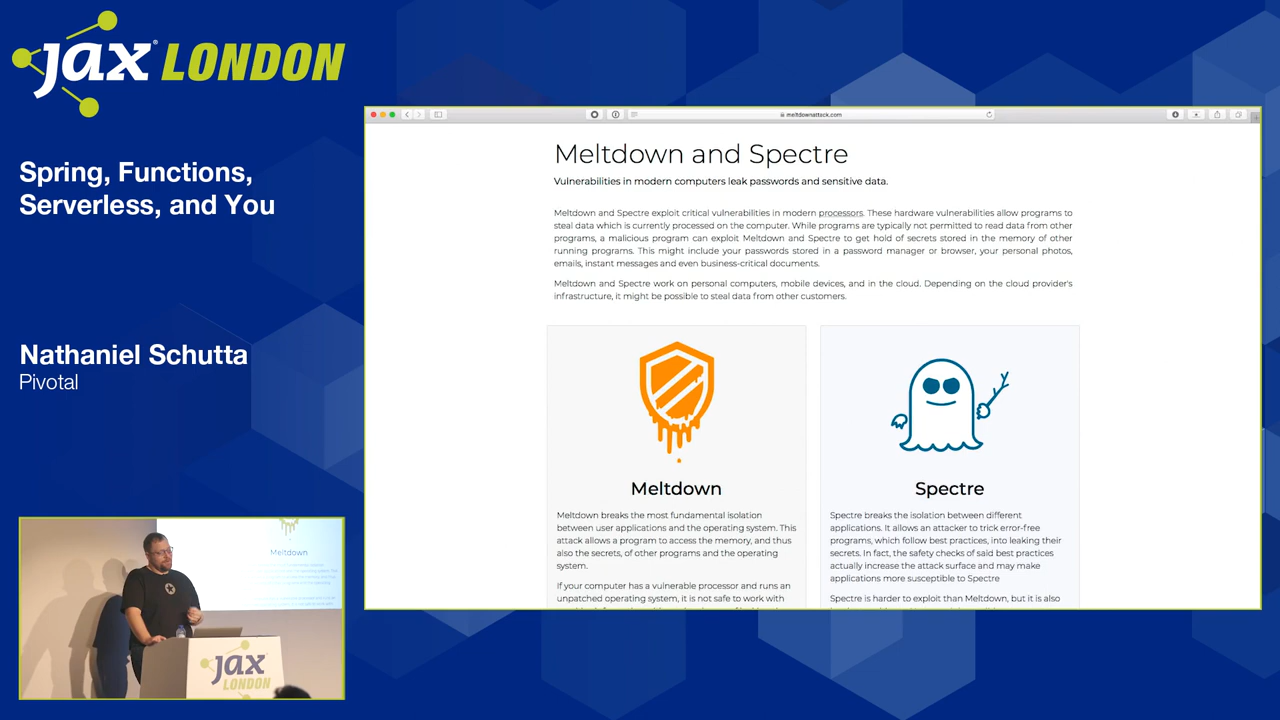 jax® LONDON
Spring, Functions,
Serverless, and You
Nathaniel Schutta
Pivotal
meltdownattack.com
Meltdown and Spectre
Vulnerabilities in modern computers leak passwords and sensitive data.
Meltdown and Spectre exploit critical vulnerabilities in modern processors. These hardware vulnerabilities allow programs to
steal data which is currently processed on the computer. While programs are typically not permitted to read data from other
programs, a malicious program can exploit Meltdown and Spectre to get hold of secrets stored in the memory of other
running programs. This might include your passwords stored in a password manager or browser, your personal photos,
emails, instant messages and even business-critical documents.
Meltdown and Spectre work on personal computers, mobile devices, and in the cloud. Depending on the cloud provider's
infrastructure, it might be possible to steal data from other customers.
Meltdown
Meltdown breaks the most fundamental isolation
between user applications and the operating system. This
attack allows a program to access the memory, and thus
also the secrets, of other programs and the operating
system.
If your computer has a vulnerable processor and runs an
unpatched operating system, it is not safe to work with
Spectre
Spectre breaks the isolation between different
applications. It allows an attacker to trick error-free
programs, which follow best practices, into leaking their
secrets. In fact, the safety checks of said best practices
actually increase the attack surface and may make
applications more susceptible to Spectre
Spectre is harder to exploit than Meltdown, but it is also
Meltdown
jax
LONDON